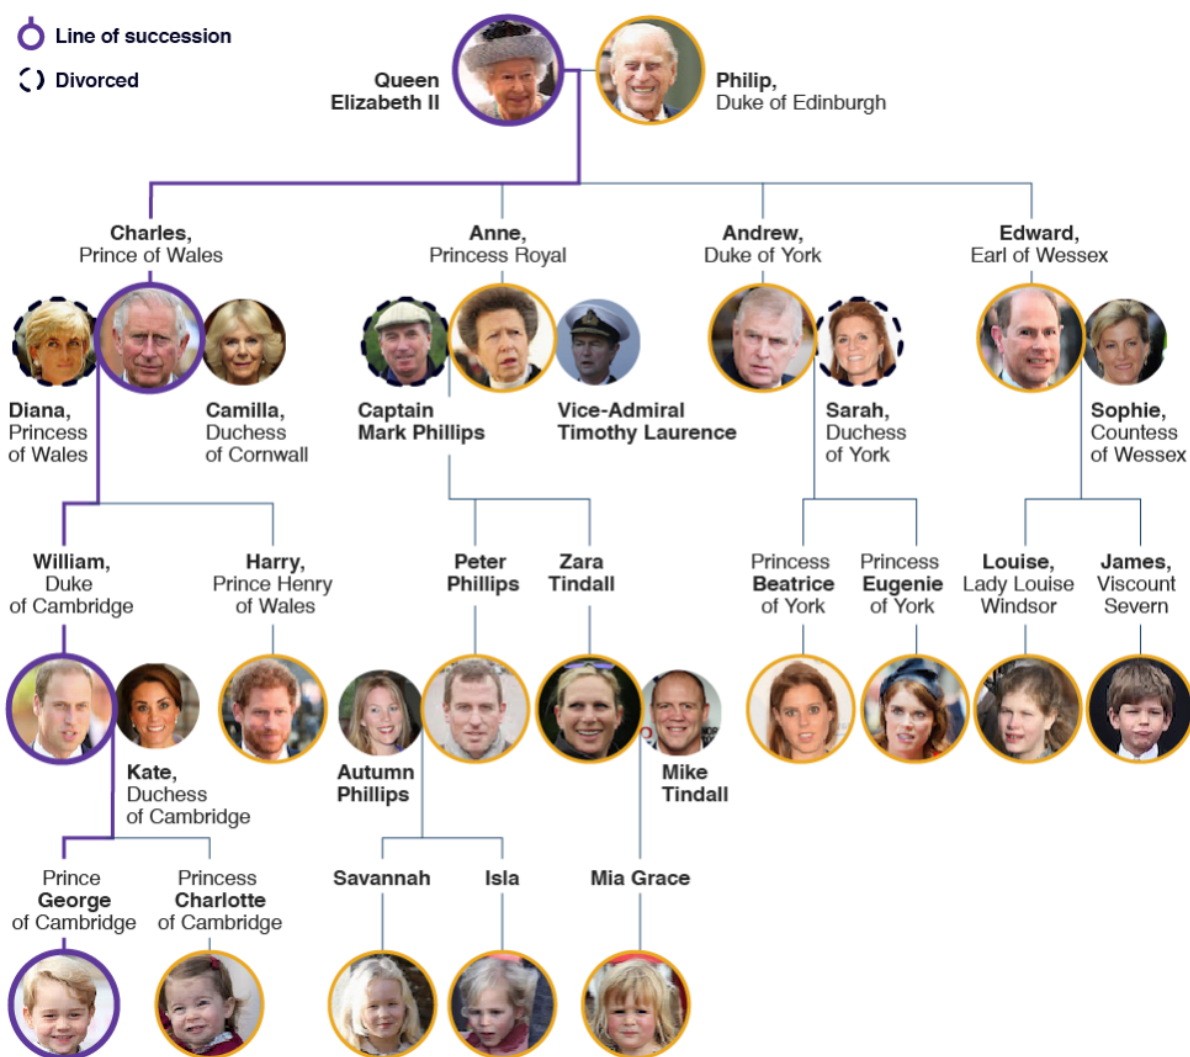 Line of succession
Divorced
Queen
Elizabeth II
Philip,
Duke of Edinburgh
Charles,
Prince of Wales
Anne,
Princess Royal
Andrew,
Duke of York
Edward,
Earl of Wessex
Diana,
Princess
of Wales
Camilla,
Duchess
of Cornwall
Captain
Mark Phillips
Vice-Admiral
Timothy Laurence
Sarah,
Duchess
of York
Sophie,
Countess
of Wessex
William,
Duke
of Cambridge
Harry,
Prince Henry
of Wales
Peter
Phillips
Zara
Tindall
Princess
Beatrice
of York
Princess
Eugenie
of York
Louise,
Lady Louise
Windsor
James,
Viscount
Severn
Kate,
Duchess
of Cambridge
Autumn
Phillips
Mike
Tindall
Prince
George
of Cambridge
Princess
Charlotte
of Cambridge
Savannah
Isla
Mia Grace